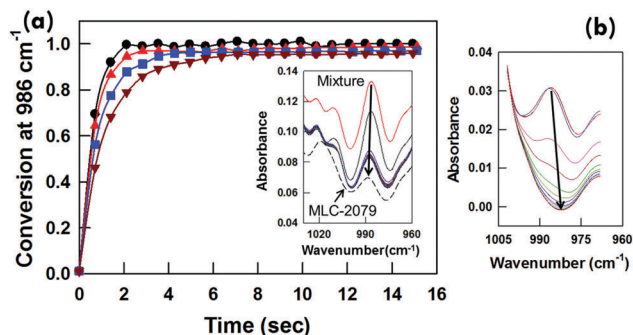 (a)
Conversion at 986 cm⁻¹
1.0
0.8
0.6
0.4
0.2
0.0
0 2 4 6 8 10 12 14 16
Time (sec)
Absorbance
0.14
0.12
0.10
0.08
0.06
0.04
Mixture
MLC-2079
1020 990 960
Wavenumber(cm⁻¹)
(b)
Absorbance
0.04
0.03
0.02
0.01
0.00
1005 990 975 960
Wavenumber (cm⁻¹)